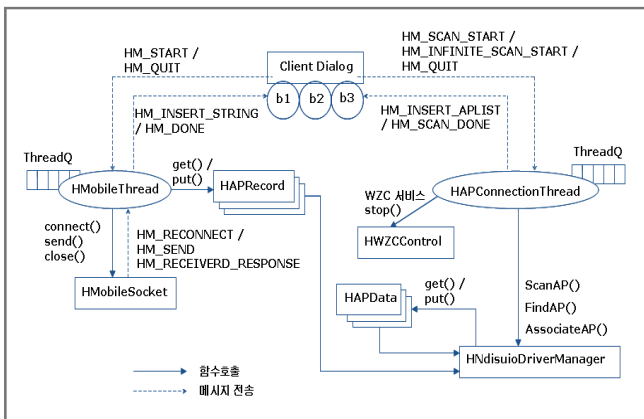 HM_START /
HM_QUIT
Client Dialog
HM_SCAN_START /
HM_INFINITE_SCAN_START /
HM_QUIT
b1
b2
b3
HM_INSERT_STRING
/ HM_DONE
HM_INSERT_APLIST
/ HM_SCAN_DONE
ThreadQ
ThreadQ
HMobileThread
get() /
put()
HAPRecord
HAPConnectionThread
WZC 서비스
stop()
HWZCControl
connect()
send()
close()
HM_RECONNECT /
HM_SEND
HM_RECEIVERD_RESPONSE
HMobileSocket
get() /
put()
HAPData
ScanAP()
FindAP()
AssociateAP()
HNdisuioDriverManager
함수호출
메시지 전송